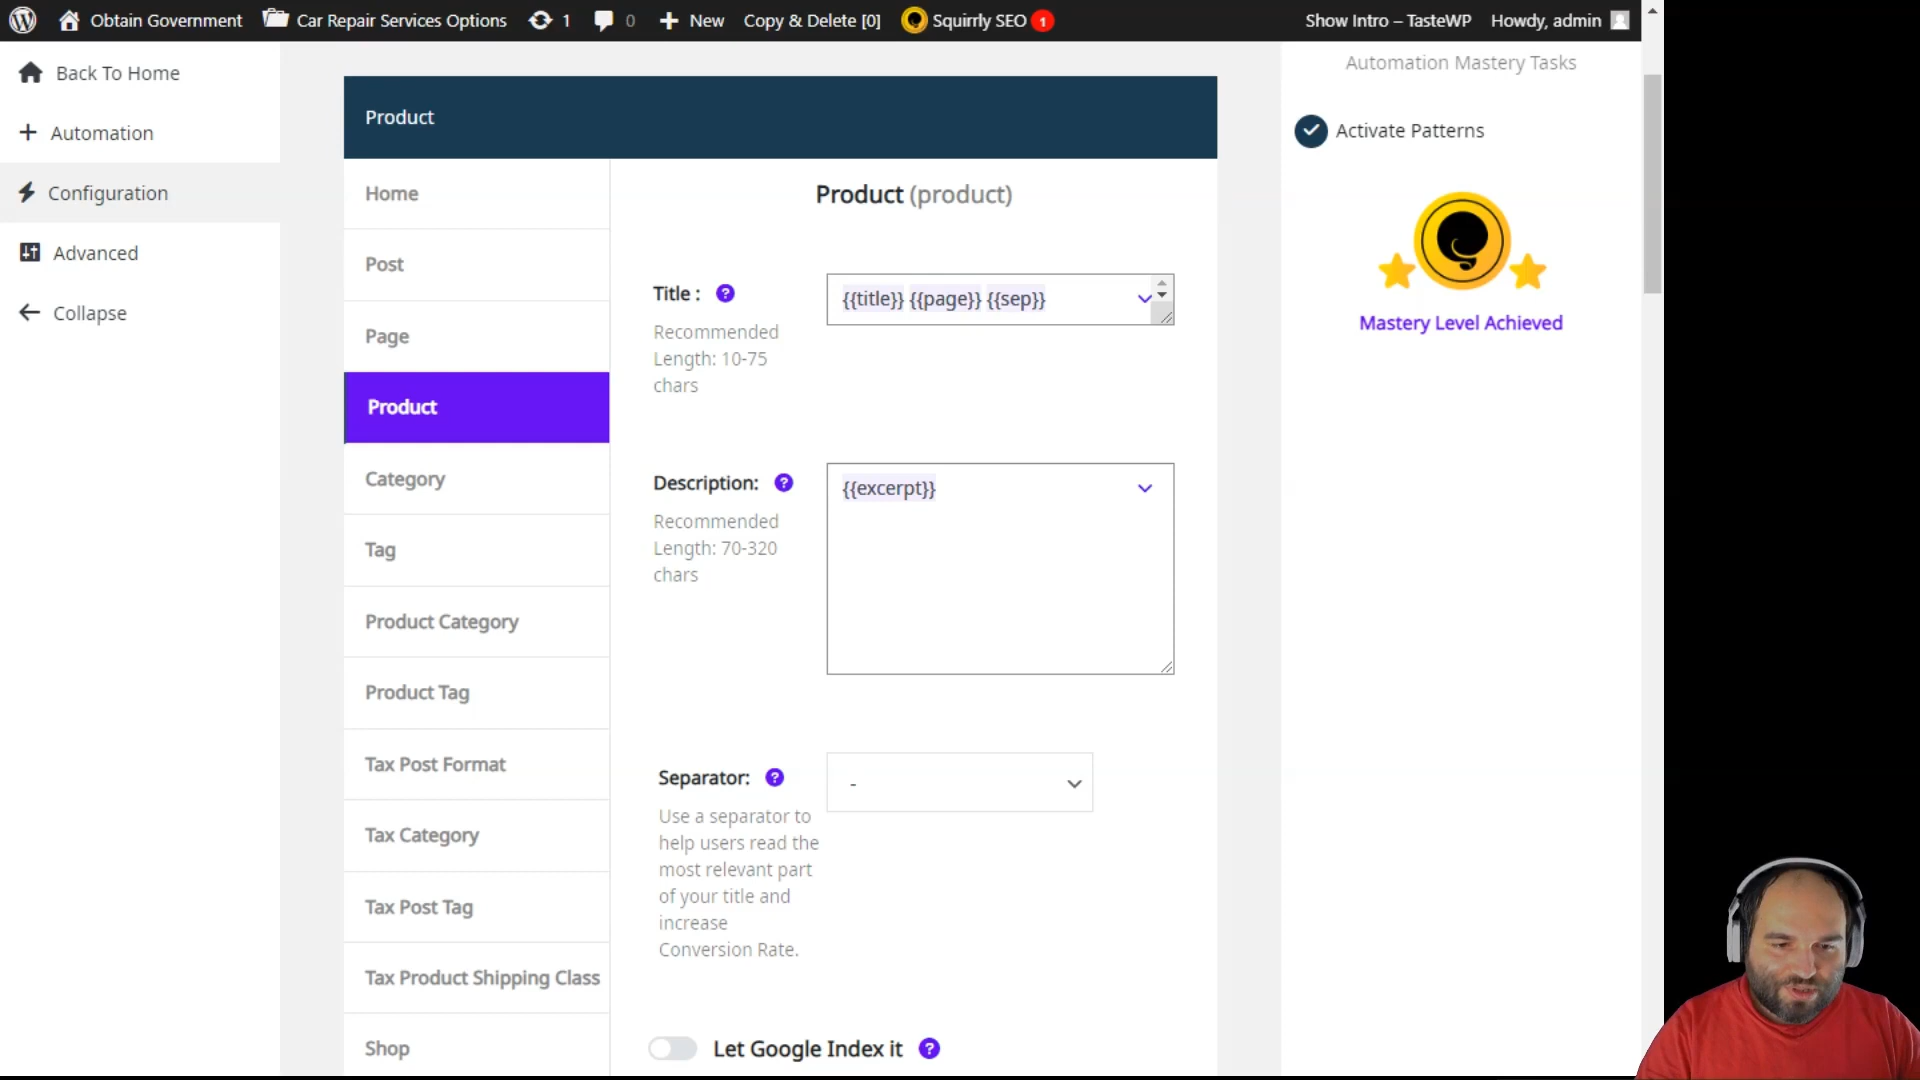 Obtain Government
Car Repair Services Options
1
0
New
Copy & Delete [0]
Squirrly SEO 1
Show Intro – TasteWP
Howdy, admin
Back To Home
Automation
Configuration
Advanced
Collapse
Product
Home
Post
Page
Product
Category
Tag
Product Category
Product Tag
Tax Post Format
Tax Category
Tax Post Tag
Tax Product Shipping Class
Shop
Product (product)
Title : ?
Recommended
Length: 10-75
chars
{{title}} {{page}} {{sep}}
Description: ?
Recommended
Length: 70-320
chars
{{excerpt}}
Separator: ?
Use a separator to
help users read the
most relevant part
of your title and
increase
Conversion Rate.
-
Let Google Index it ?
Automation Mastery Tasks
Activate Patterns
Mastery Level Achieved